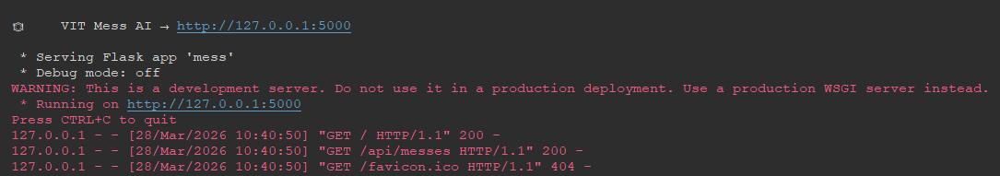 🍽 VIT Mess AI → http://127.0.0.1:5000
* Serving Flask app 'mess'
* Debug mode: off
WARNING: This is a development server. Do not use it in a production deployment. Use a production WSGI server instead.
* Running on http://127.0.0.1:5000
Press CTRL+C to quit
127.0.0.1 - - [28/Mar/2026 10:40:50] "GET / HTTP/1.1" 200 -
127.0.0.1 - - [28/Mar/2026 10:40:50] "GET /api/messes HTTP/1.1" 200 -
127.0.0.1 - - [28/Mar/2026 10:40:50] "GET /favicon.ico HTTP/1.1" 404 -